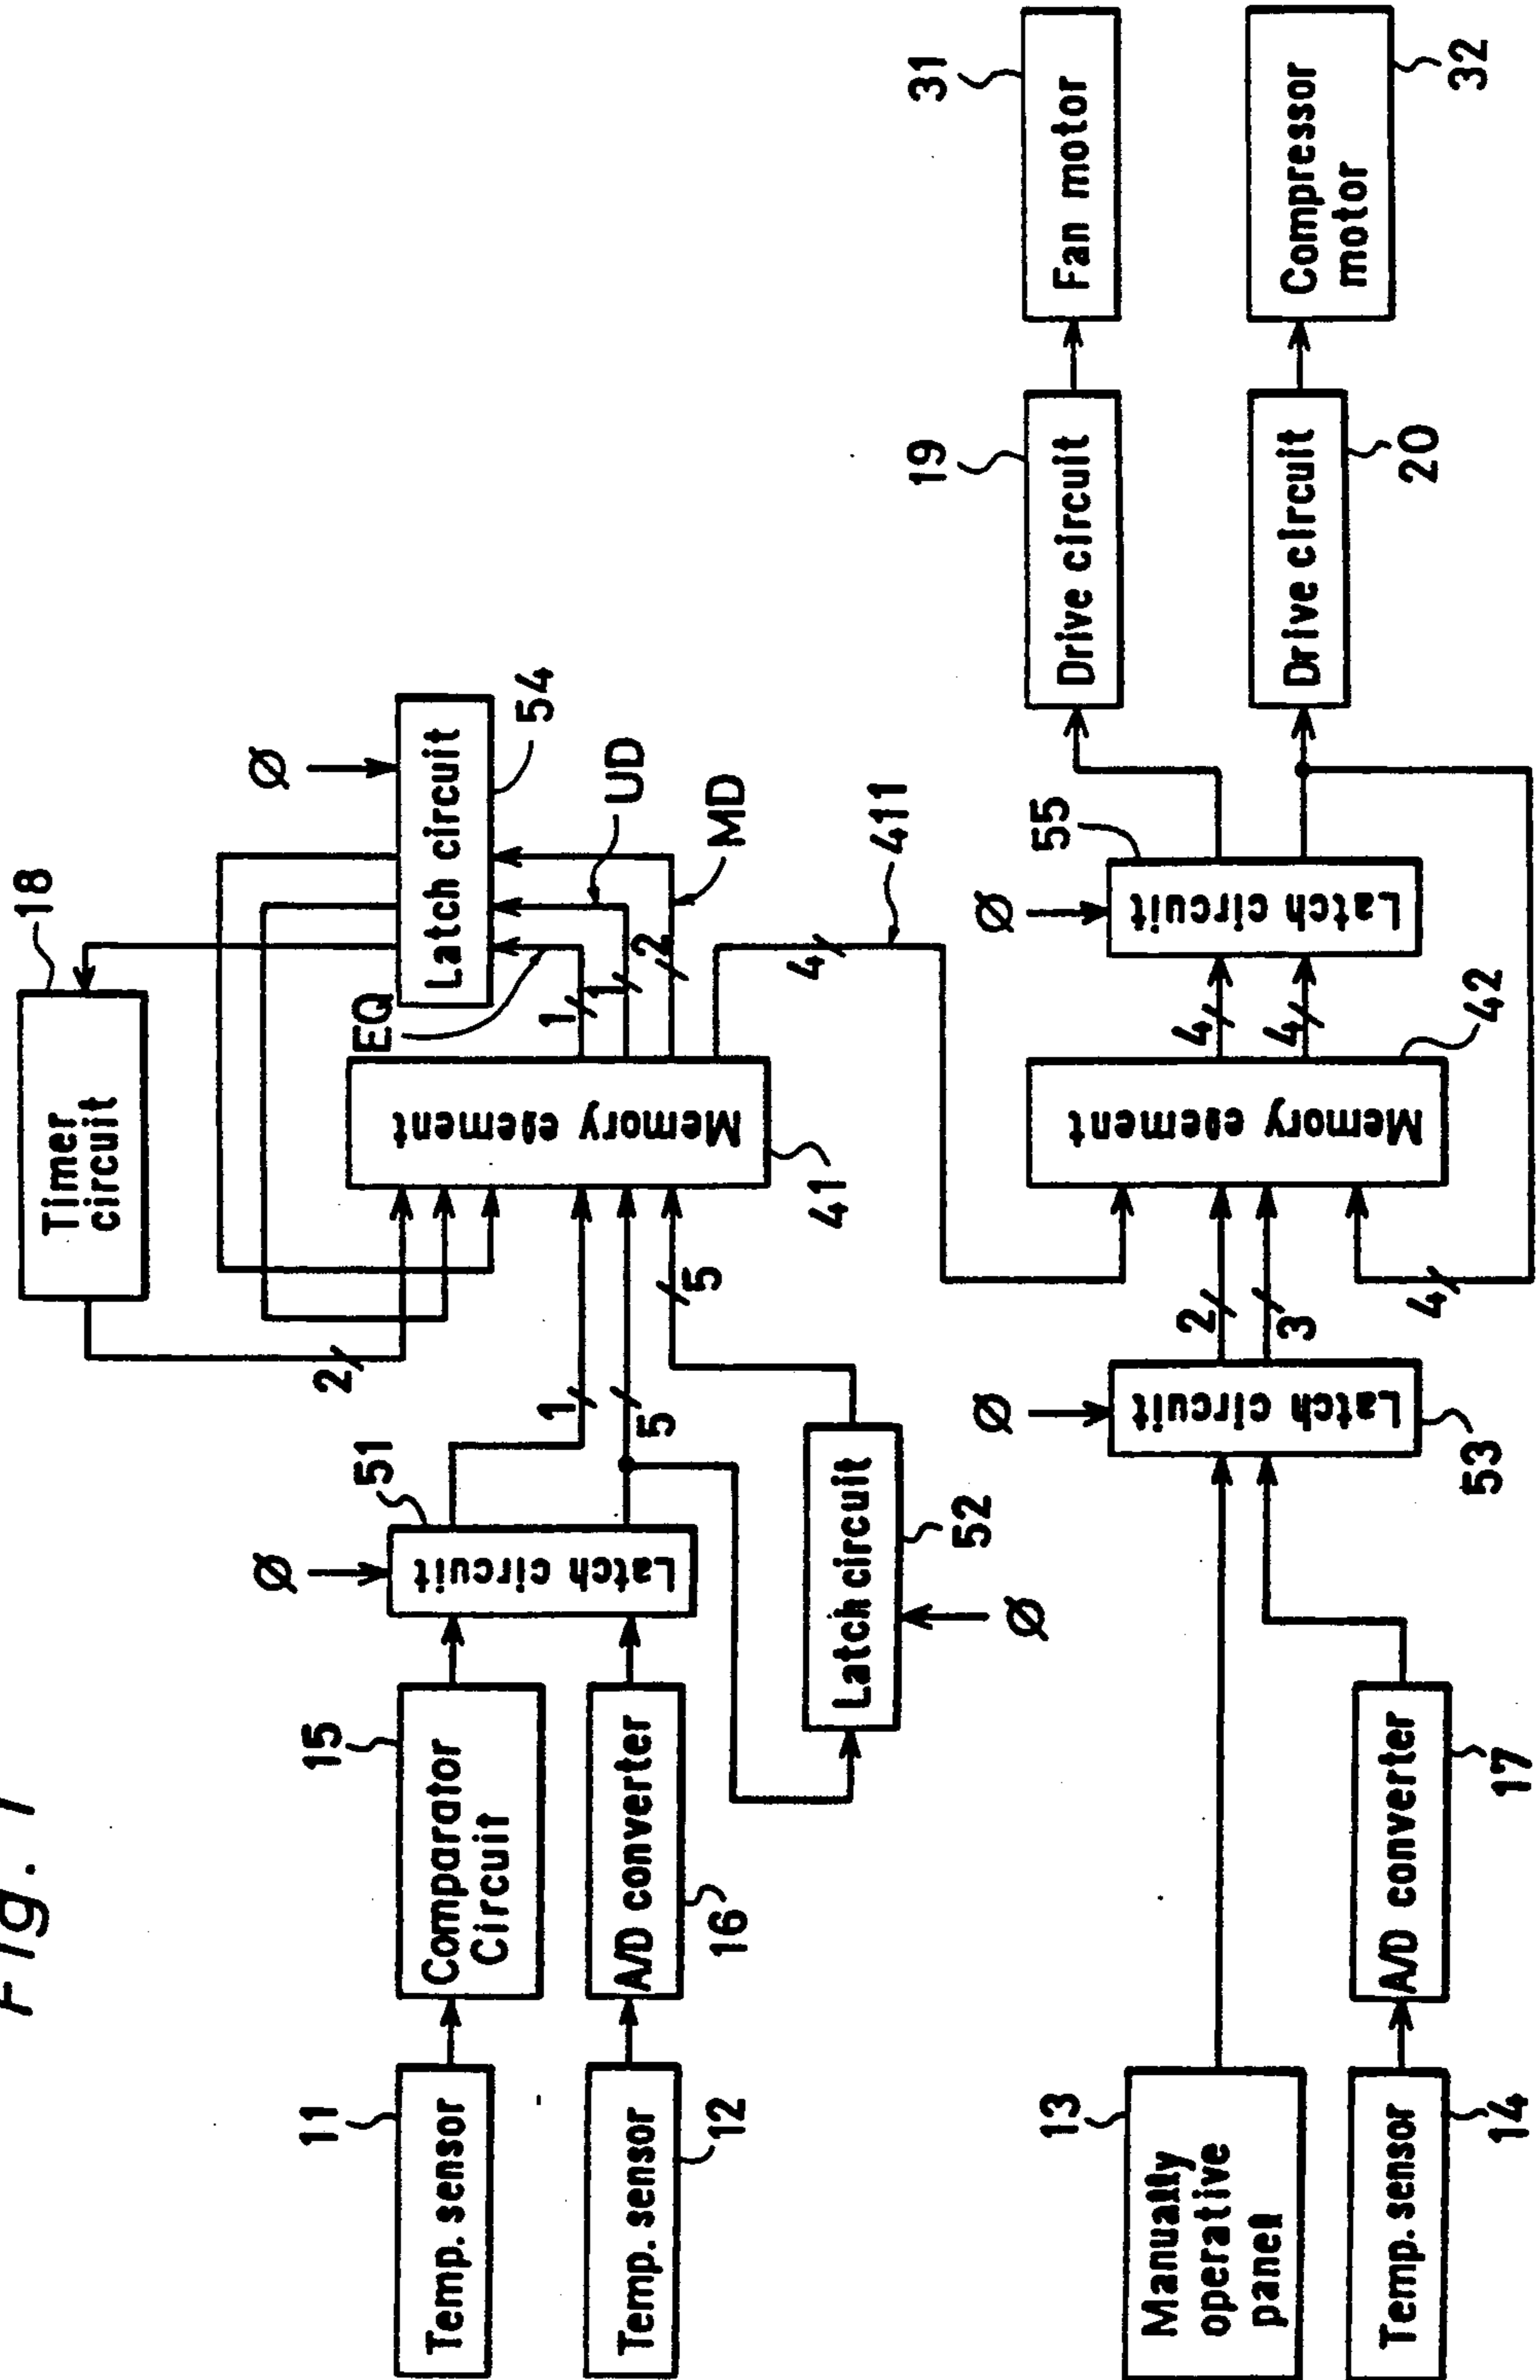 Fig. 1
11
Temp. sensor
15
Comparator
Circuit
Ø
51
Latch circuit
1
5
12
Temp. sensor
16
A/D converter
52
Latch circuit
Ø
5
18
Timer
circuit
2
41
Memory element
EQ
1
1
2
UD
MD
Ø
54
Latch circuit
4
411
13
Manually
operative
panel
14
Temp. sensor
17
A/D converter
Ø
53
Latch circuit
2
3
4
42
Memory element
4
4
Ø
55
Latch circuit
19
Drive circuit
20
Drive circuit
31
Fan motor
32
Compressor
motor